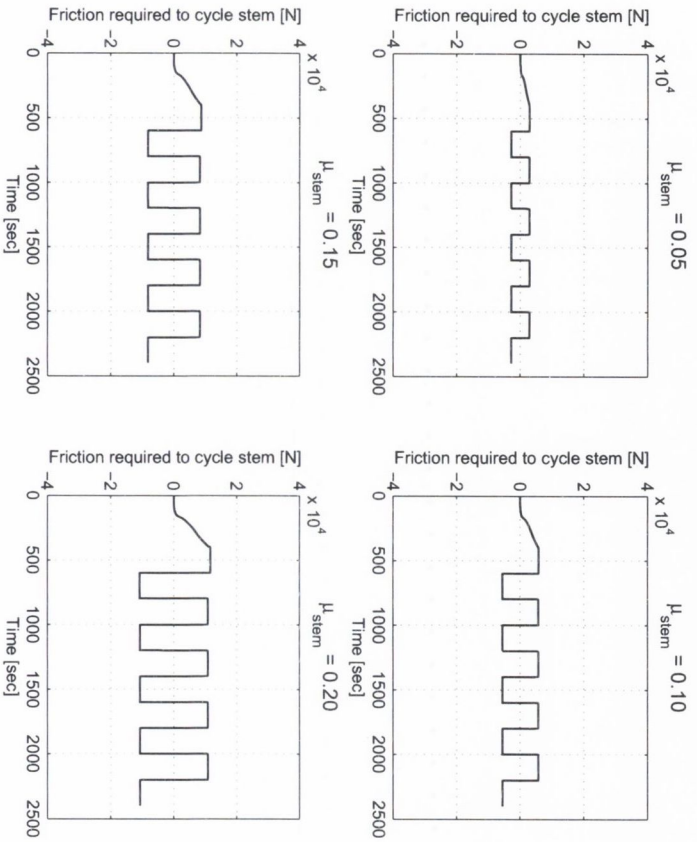 μ stem = 0.05
x 10^4
Friction required to cycle stem [N]
4
2
0
−2
−4
0 500 1000 1500 2000 2500
Time [sec]
μ stem = 0.10
x 10^4
Friction required to cycle stem [N]
4
2
0
−2
−4
0 500 1000 1500 2000 2500
Time [sec]
μ stem = 0.15
x 10^4
Friction required to cycle stem [N]
4
2
0
−2
−4
0 500 1000 1500 2000 2500
Time [sec]
μ stem = 0.20
x 10^4
Friction required to cycle stem [N]
4
2
0
−2
−4
0 500 1000 1500 2000 2500
Time [sec]